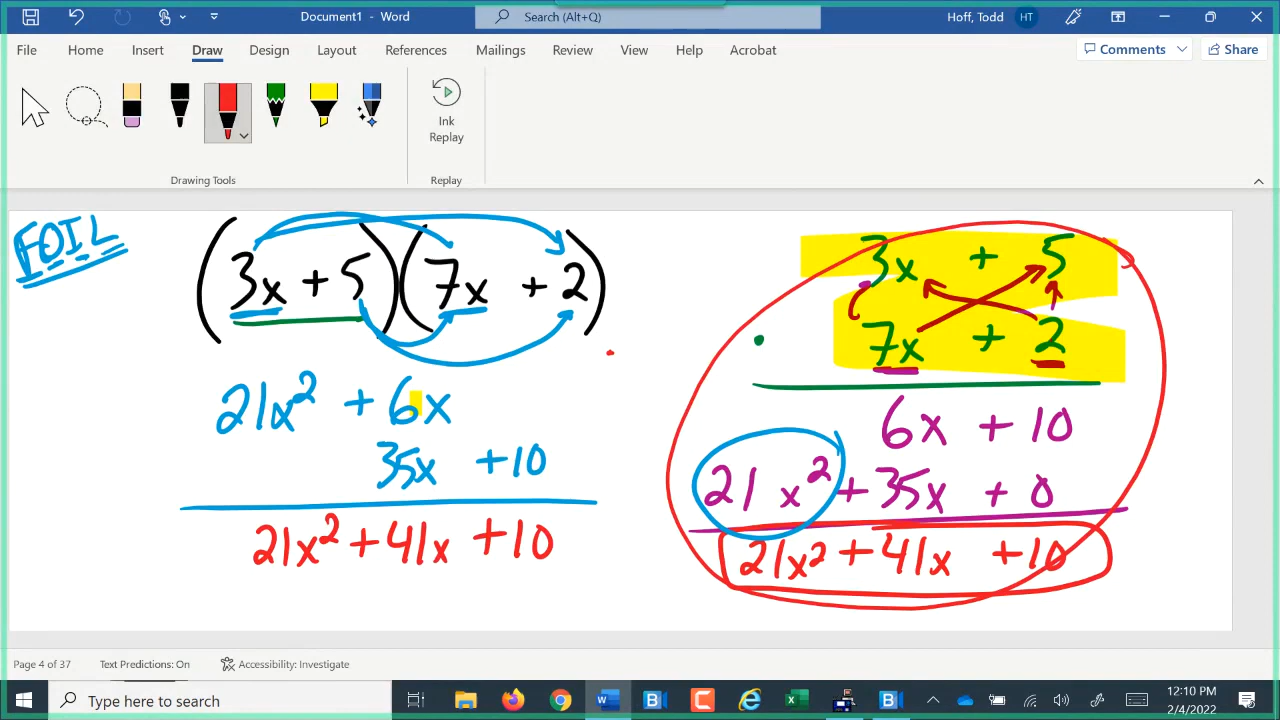 Document1 - Word
Search (Alt+Q)
Hoff, Todd
HT
File Home Insert Draw Design Layout References Mailings Review View Help Acrobat
Comments
Share
Ink Replay
Drawing Tools
Replay
FOIL
(3x + 5)(7x + 2)
21x² + 6x
35x +10
21x² + 41x +10
3x + 5
7x + 2
6x + 10
21 x² + 35x + 0
21x² + 41x +10
Page 4 of 37
Text Predictions: On
Accessibility: Investigate
Type here to search
12:10 PM
2/4/2022